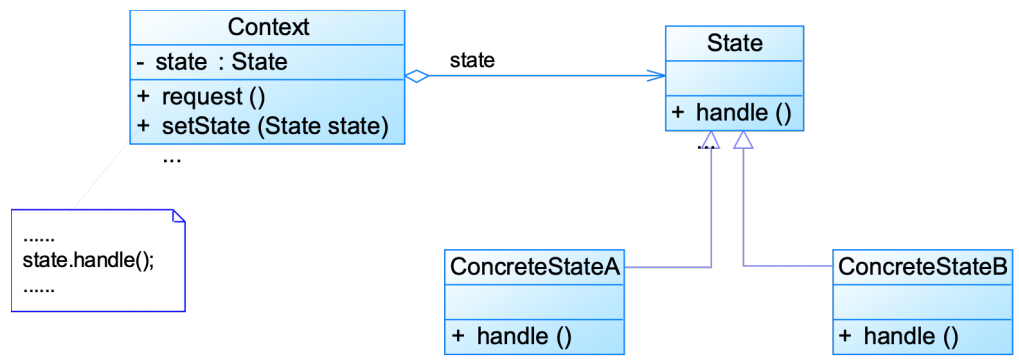 Context
- state : State
+ request ()
+ setState (State state)
...
state
State
+ handle ()
...
......
state.handle();
......
ConcreteStateA
+ handle ()
ConcreteStateB
+ handle ()